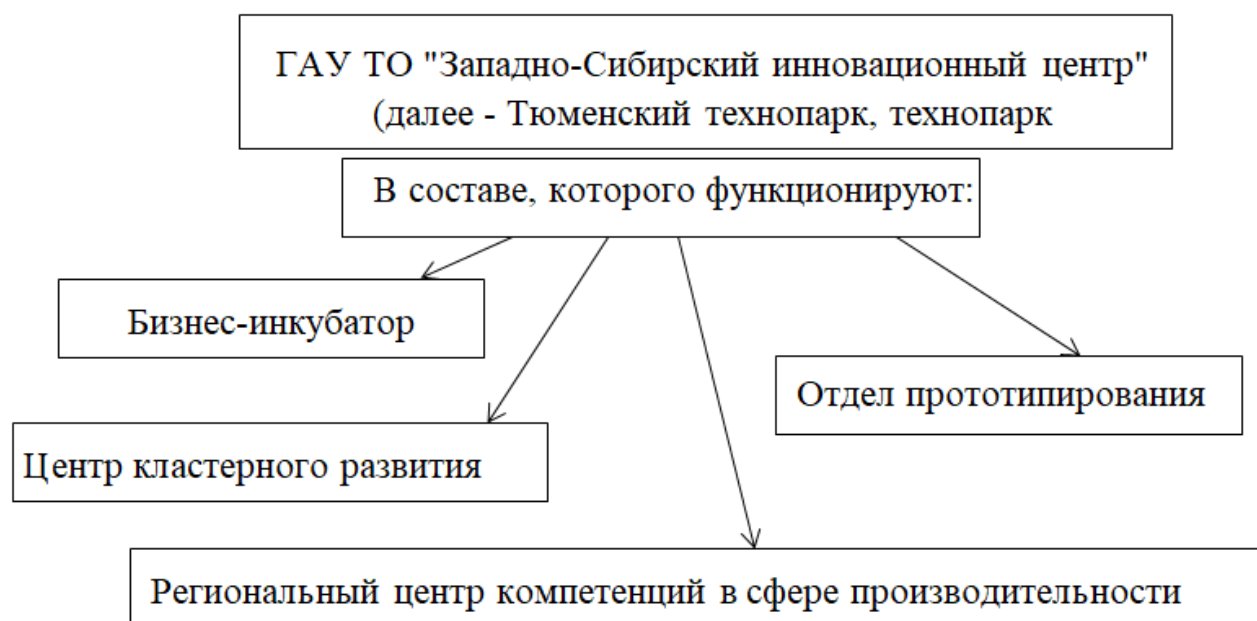 ГАУ ТО "Западно-Сибирский инновационный центр"
(далее - Тюменский технопарк, технопарк
В составе, которого функционируют:
Бизнес-инкубатор
Отдел прототипирования
Центр кластерного развития
Региональный центр компетенций в сфере производительности